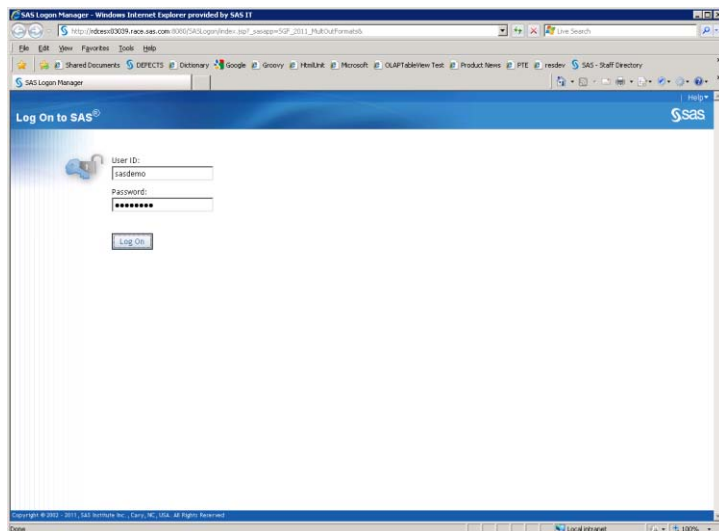 SAS Logon Manager - Windows Internet Explorer provided by SAS IT
http://rdcesx03039.race.sas.com:8080/SASLogon/index.jsp?_sasapp=SGF_2011_MultOutFormats&
Live Search
File Edit View Favorites Tools Help
Shared Documents DEFECTS Dictionary Google Groovy HtmlUnit Microsoft OLAPTableView Test Product News PTE resdev SAS - Staff Directory
SAS Logon Manager
Help
Log On to SAS®
sas
User ID:
sasdemo
Password:
Log On
Copyright © 2002 - 2011, SAS Institute Inc., Cary, NC, USA. All Rights Reserved
Done
Local intranet
100%